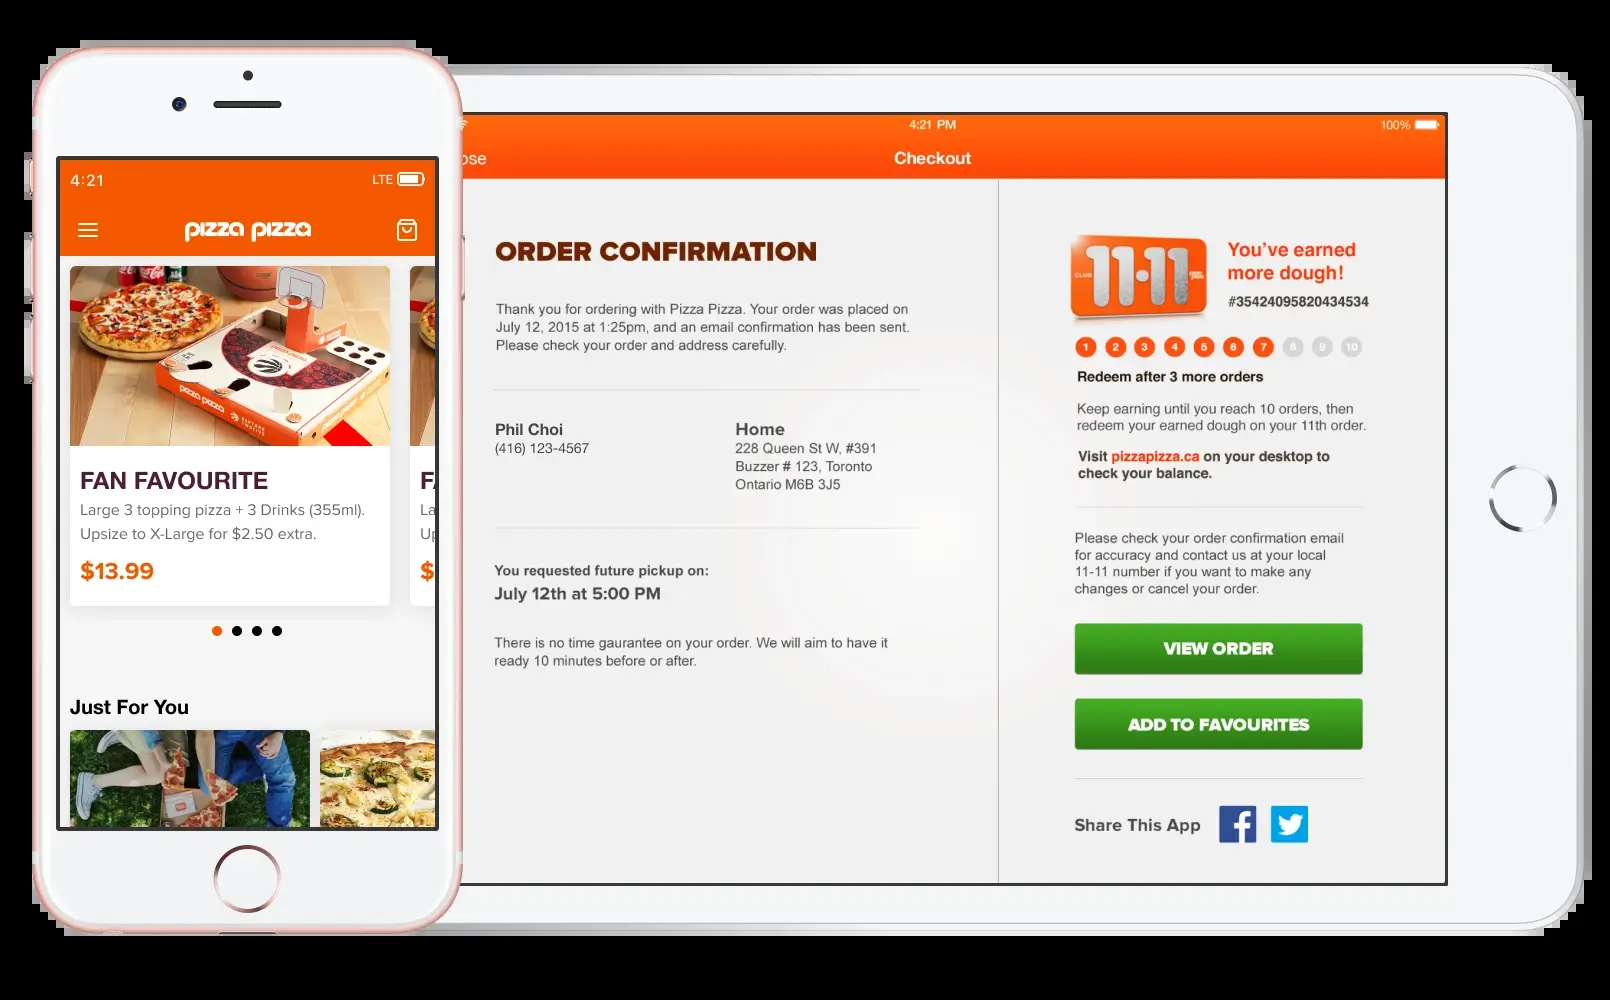 4:21
LTE
pizza pizza
pizza pizza
FAN FAVOURITE
Large 3 topping pizza + 3 Drinks (355ml).
Upsize to X-Large for $2.50 extra.
$13.99
F
La
Up
$
Just For You
ose
4:21 PM
Checkout
100%
ORDER CONFIRMATION
Thank you for ordering with Pizza Pizza. Your order was placed on
July 12, 2015 at 1:25pm, and an email confirmation has been sent.
Please check your order and address carefully.
Phil Choi
(416) 123-4567
Home
228 Queen St W, #391
Buzzer # 123, Toronto
Ontario M6B 3J5
You requested future pickup on:
July 12th at 5:00 PM
There is no time gaurantee on your order. We will aim to have it
ready 10 minutes before or after.
CLUB
11·11
You've earned
more dough!
#35424095820434534
1 2 3 4 5 6 7 8 9 10
Redeem after 3 more orders
Keep earning until you reach 10 orders, then
redeem your earned dough on your 11th order.
Visit pizzapizza.ca on your desktop to
check your balance.
Please check your order confirmation email
for accuracy and contact us at your local
11-11 number if you want to make any
changes or cancel your order.
VIEW ORDER
ADD TO FAVOURITES
Share This App